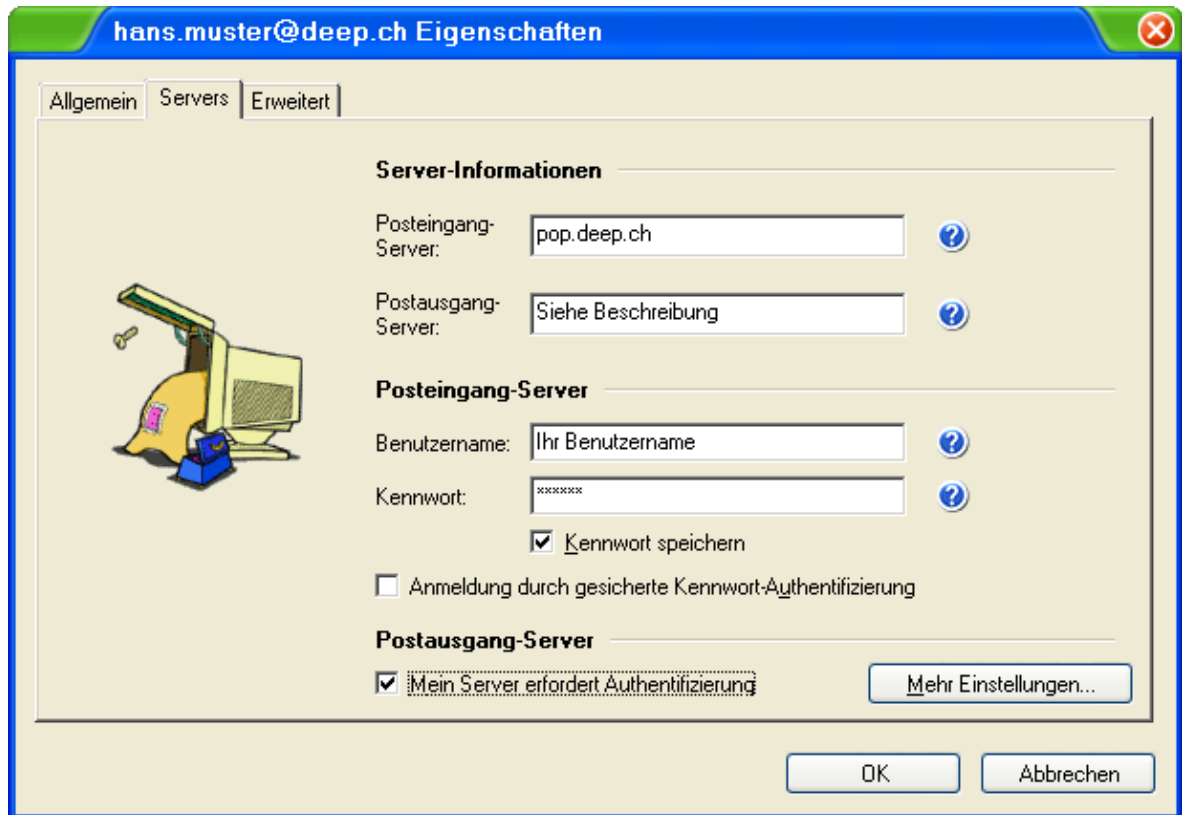 hans.muster@deep.ch Eigenschaften
Allgemein Servers Erweitert
Server-Informationen
Posteingang-
Server:
pop.deep.ch
Postausgang-
Server:
Siehe Beschreibung
Posteingang-Server
Benutzername: Ihr Benutzername
Kennwort: ******
Kennwort speichern
Anmeldung durch gesicherte Kennwort-Authentifizierung
Postausgang-Server
Mein Server erfordert Authentifizierung Mehr Einstellungen...
OK Abbrechen